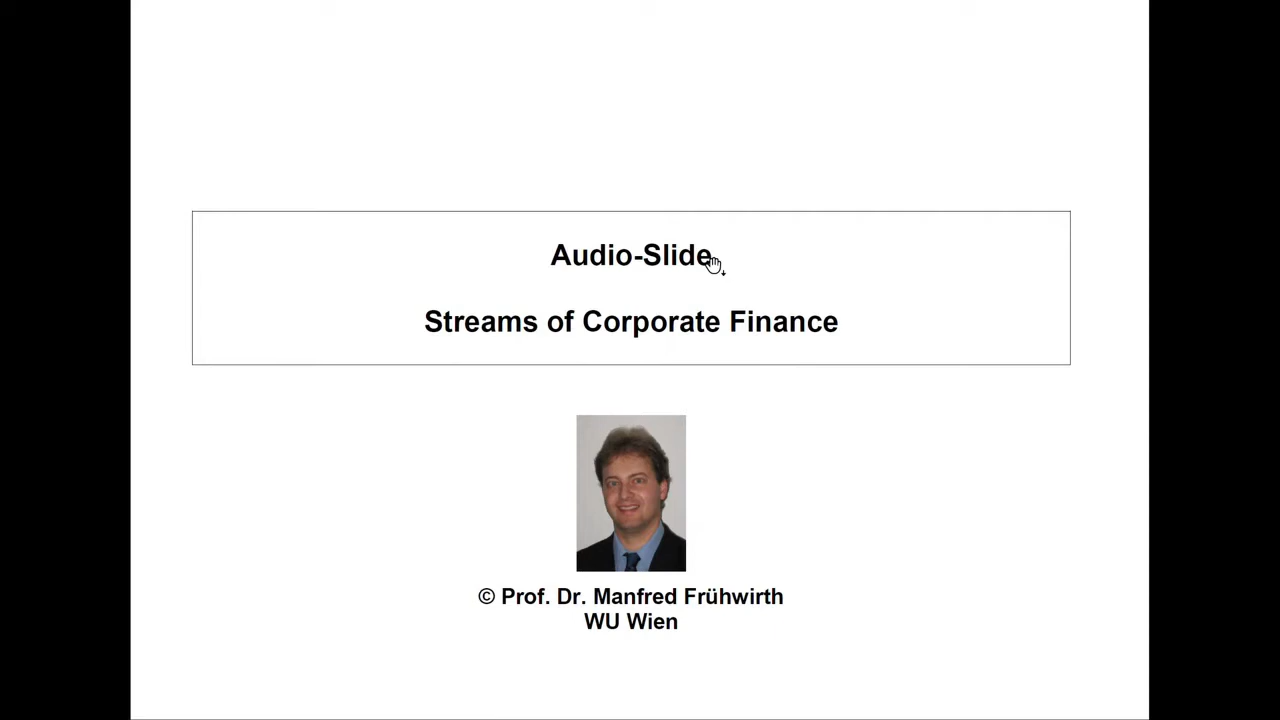 Audio-Slide
Streams of Corporate Finance
© Prof. Dr. Manfred Frühwirth
WU Wien